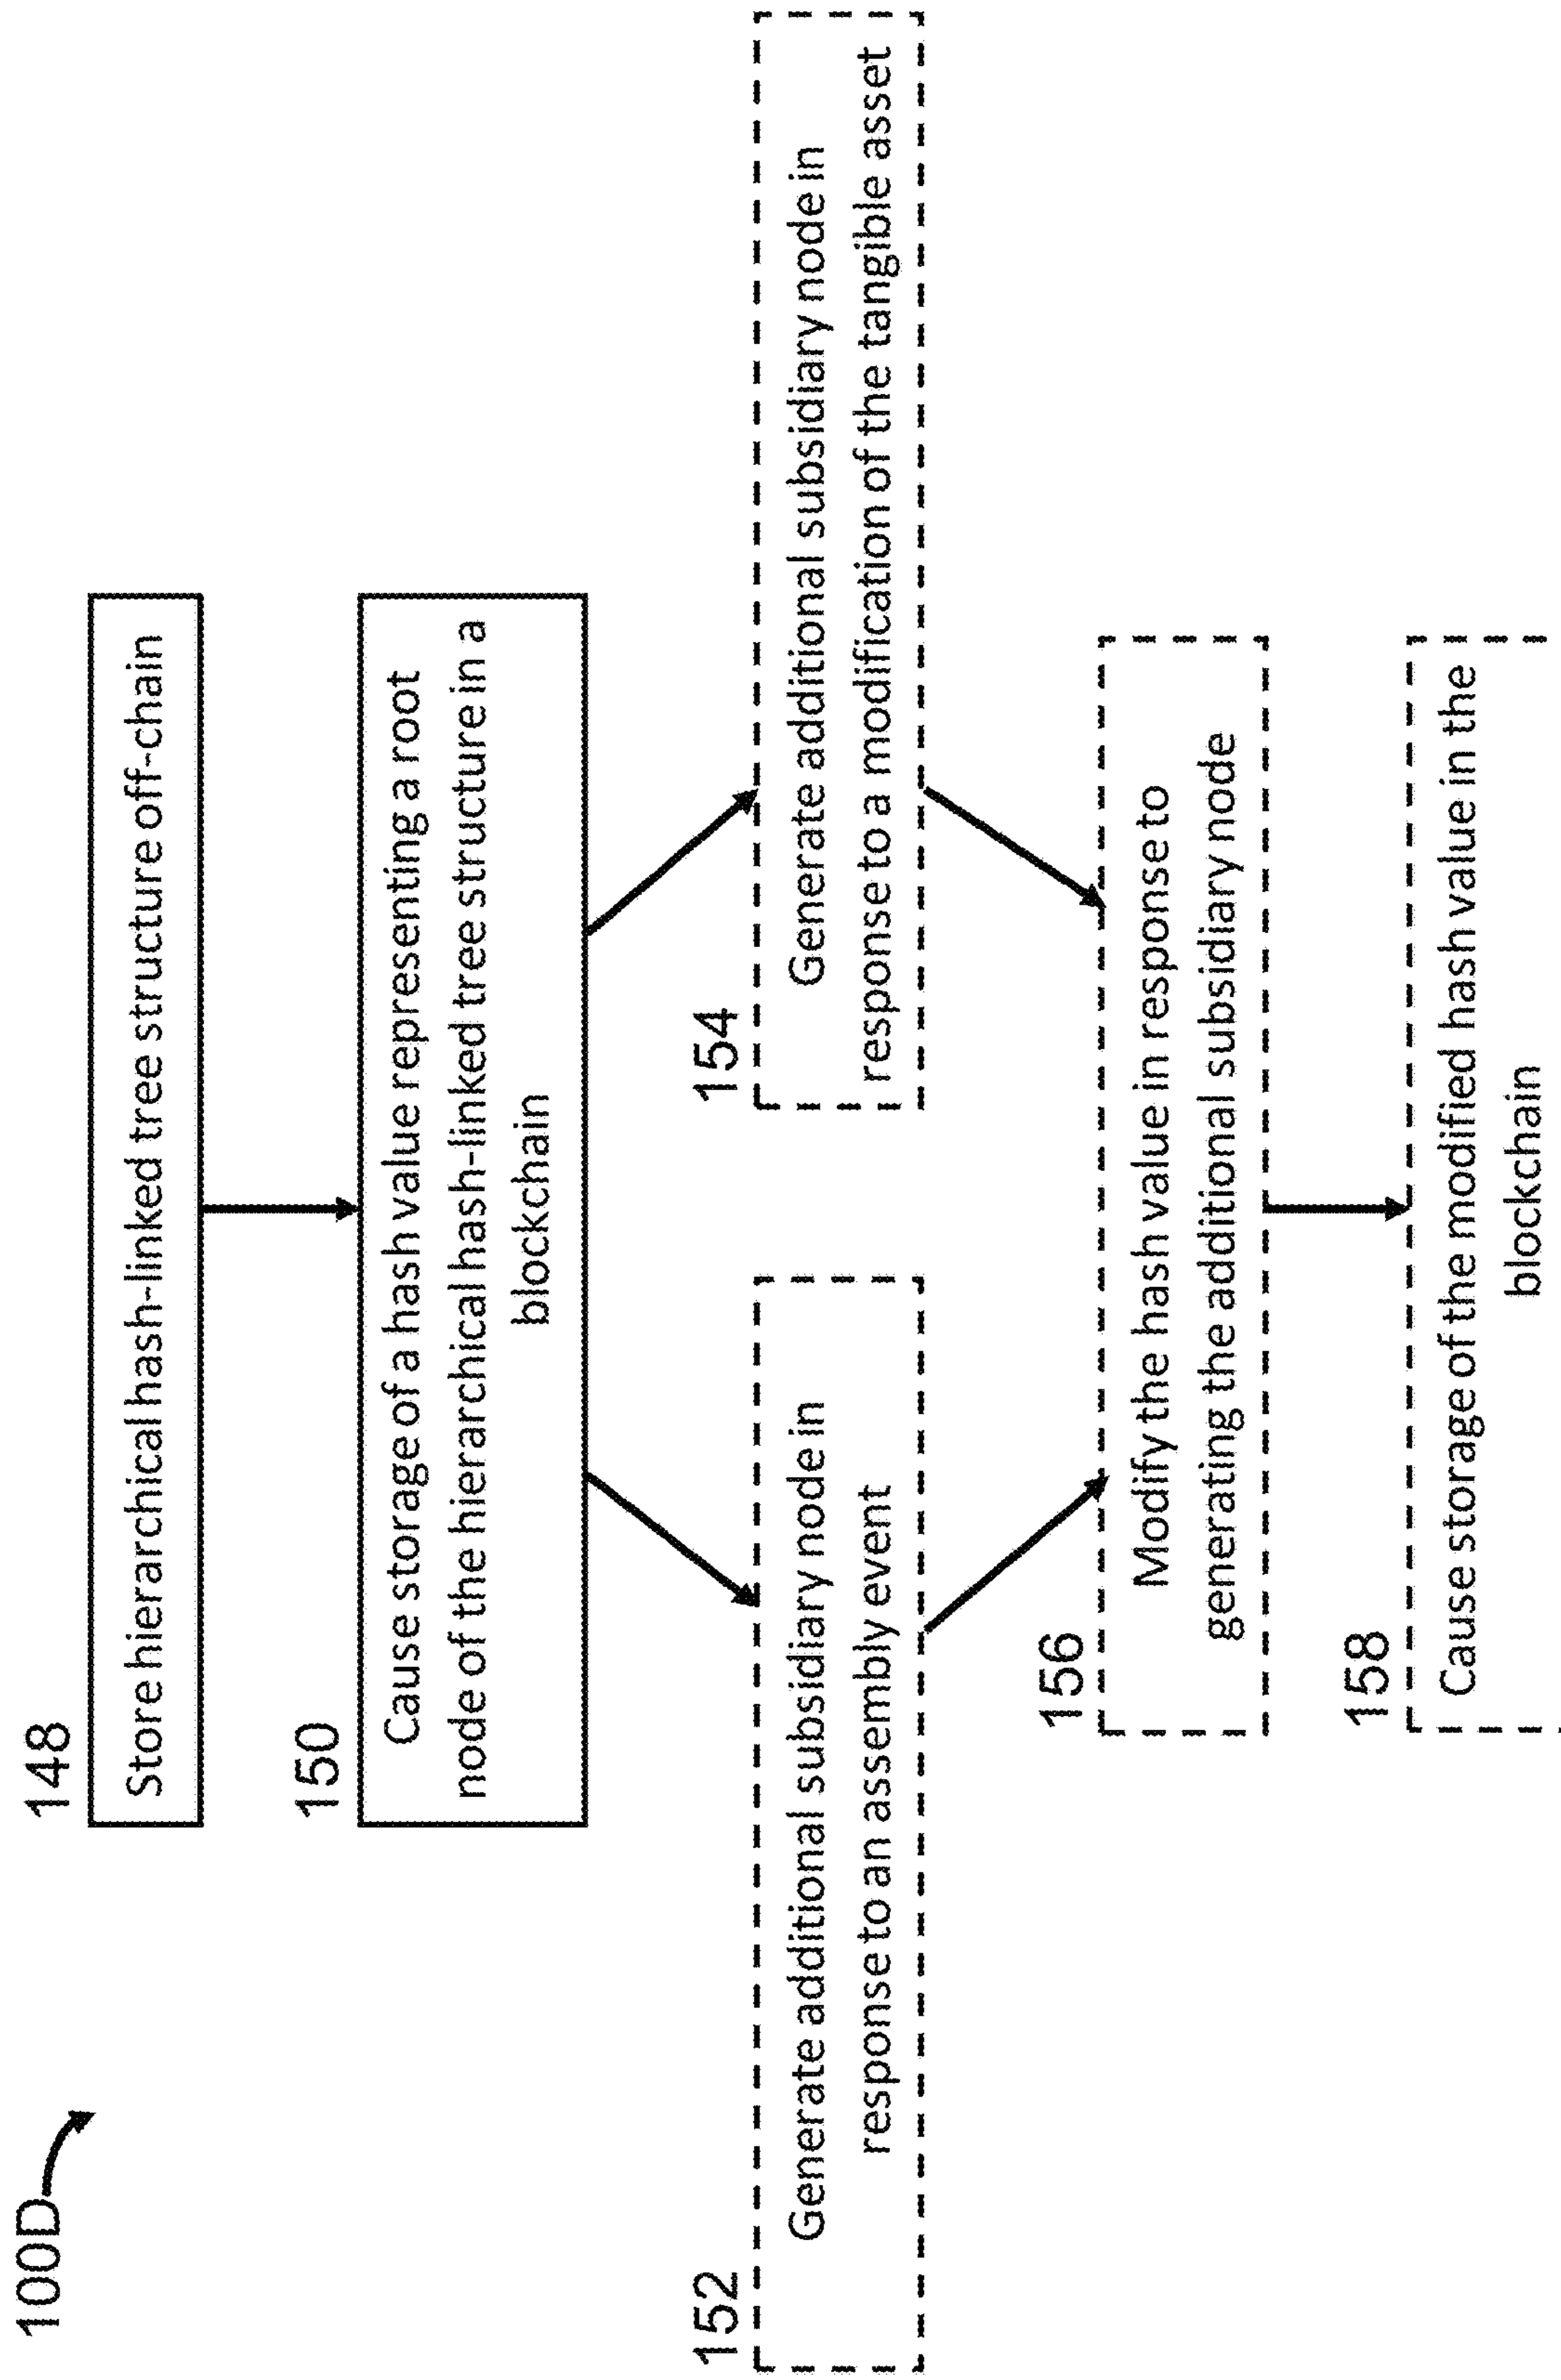 100D
148
Store hierarchical hash-linked tree structure off-chain
150
Cause storage of a hash value representing a root
node of the hierarchical hash-linked tree structure in a
blockchain
152
Generate additional subsidiary node in
response to an assembly event
154
Generate additional subsidiary node in
response to a modification of the tangible asset
156
Modify the hash value in response to
generating the additional subsidiary node
158
Cause storage of the modified hash value in the
blockchain